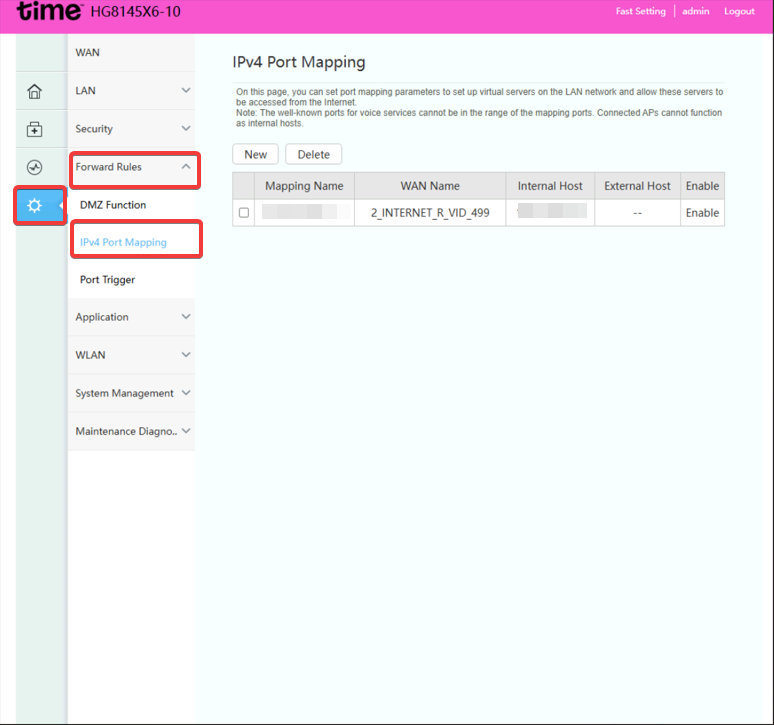 time HG8145X6-10
Fast Setting admin Logout
WAN
LAN
Security
Forward Rules
DMZ Function
IPv4 Port Mapping
Port Trigger
Application
WLAN
System Management
Maintenance Diagno..
IPv4 Port Mapping
On this page, you can set port mapping parameters to set up virtual servers on the LAN network and allow these servers to
be accessed from the Internet.
Note: The well-known ports for voice services cannot be in the range of the mapping ports. Connected APs cannot function
as internal hosts.
New Delete
Mapping Name WAN Name Internal Host External Host Enable
2_INTERNET_R_VID_499 -- Enable